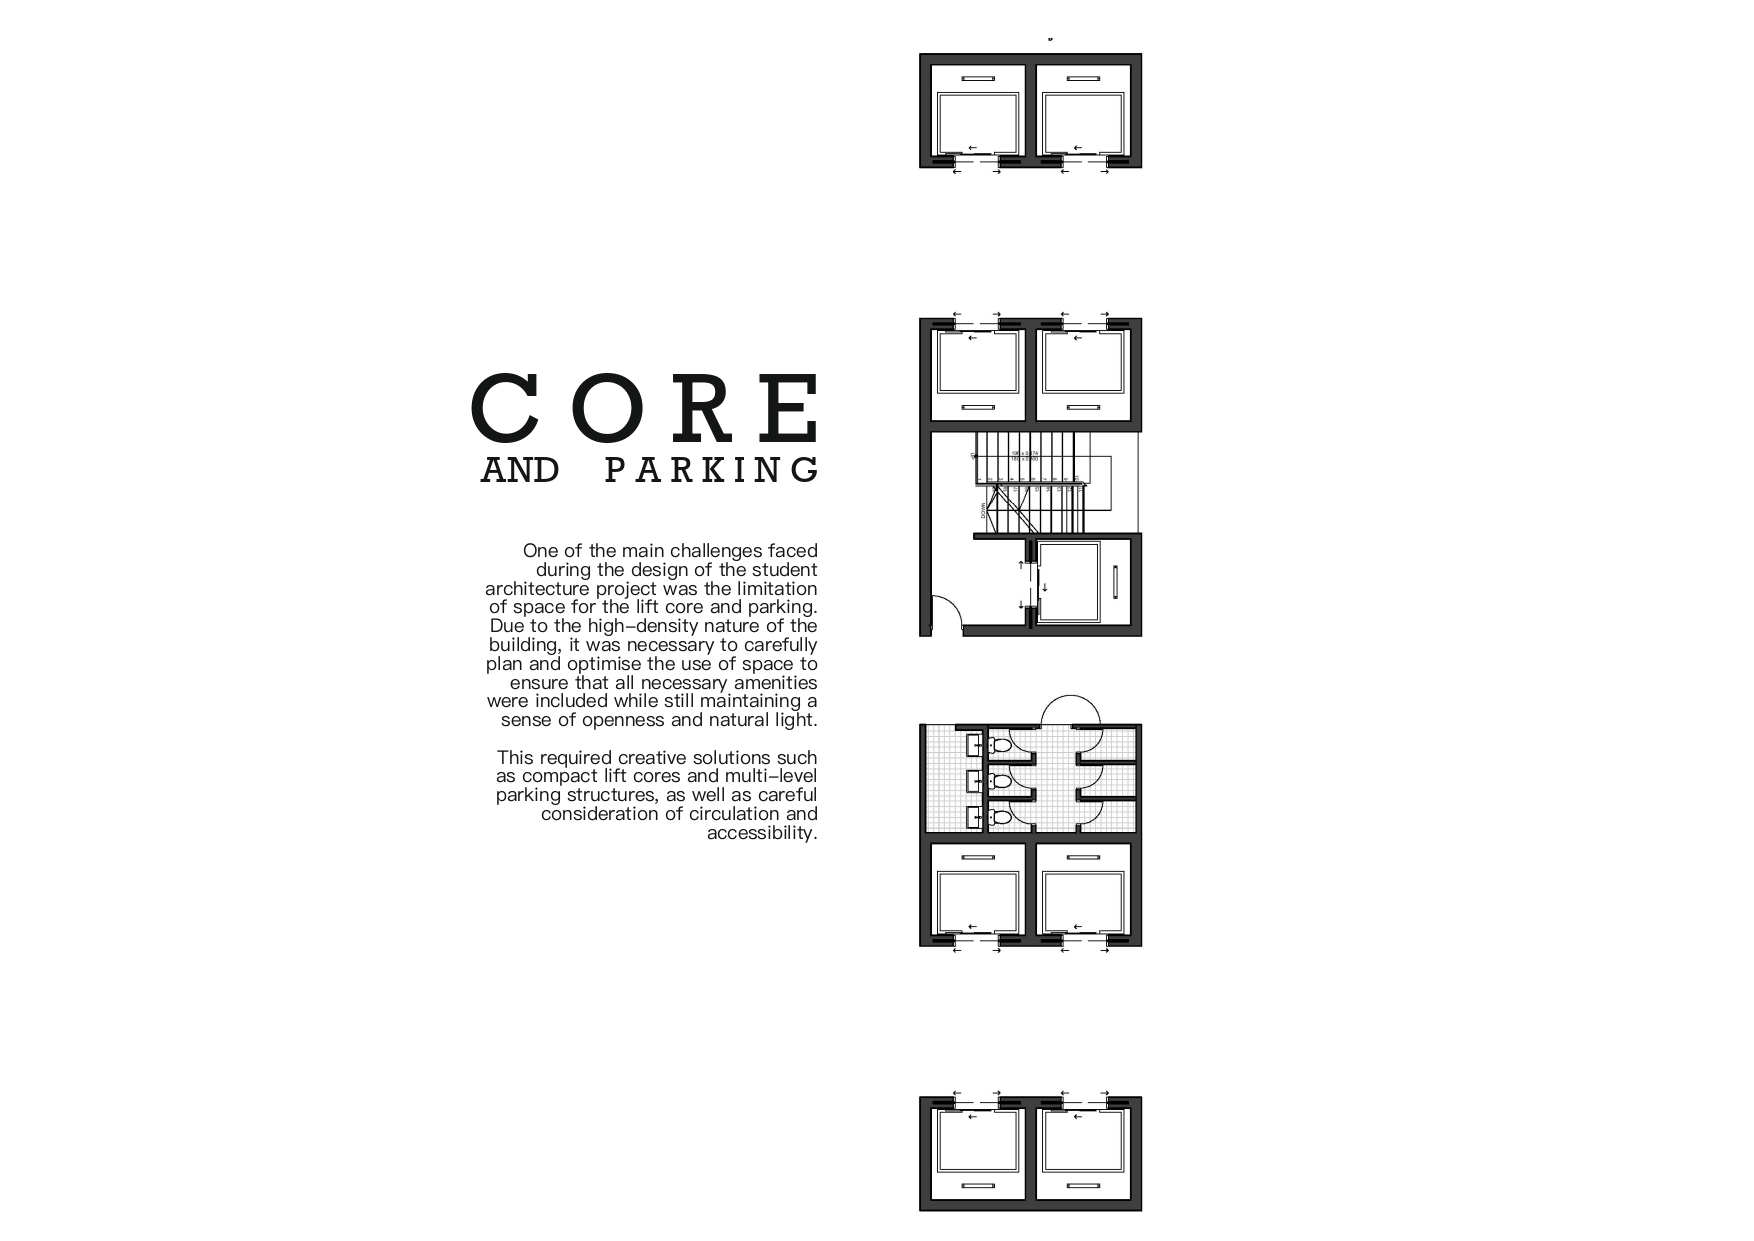 CORE
AND PARKING
One of the main challenges faced
during the design of the student
architecture project was the limitation
of space for the lift core and parking.
Due to the high–density nature of the
building, it was necessary to carefully
plan and optimise the use of space to
ensure that all necessary amenities
were included while still maintaining a
sense of openness and natural light.
This required creative solutions such
as compact lift cores and multi–level
parking structures, as well as careful
consideration of circulation and
accessibility.
DOWN